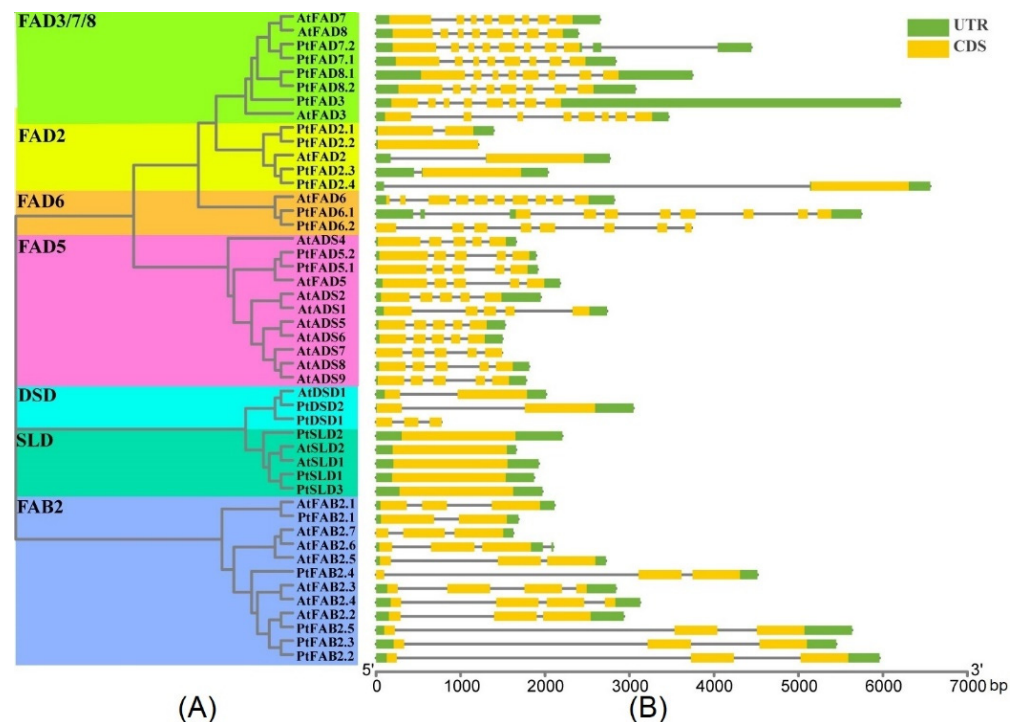 FAD3/7/8
AtFAD7
AtFAD8
PtFAD7.2
PtFAD7.1
PtFAD8.1
PtFAD8.2
PtFAD3
AtFAD3
FAD2
PtFAD2.1
PtFAD2.2
AtFAD2
PtFAD2.3
PtFAD2.4
FAD6
AtFAD6
PtFAD6.1
PtFAD6.2
FAD5
AtADS4
PtFAD5.2
PtFAD5.1
AtFAD5
AtADS2
AtADS1
AtADS5
AtADS6
AtADS7
AtADS8
AtADS9
DSD
AtDSD1
PtDSD2
PtDSD1
SLD
PtSLD2
AtSLD2
AtSLD1
PtSLD1
PtSLD3
FAB2
AtFAB2.1
PtFAB2.1
AtFAB2.7
AtFAB2.6
AtFAB2.5
PtFAB2.4
AtFAB2.3
AtFAB2.4
AtFAB2.2
PtFAB2.5
PtFAB2.3
PtFAB2.2
UTR
CDS
5' 3'
0 1000 2000 3000 4000 5000 6000 7000 bp
(A) (B)